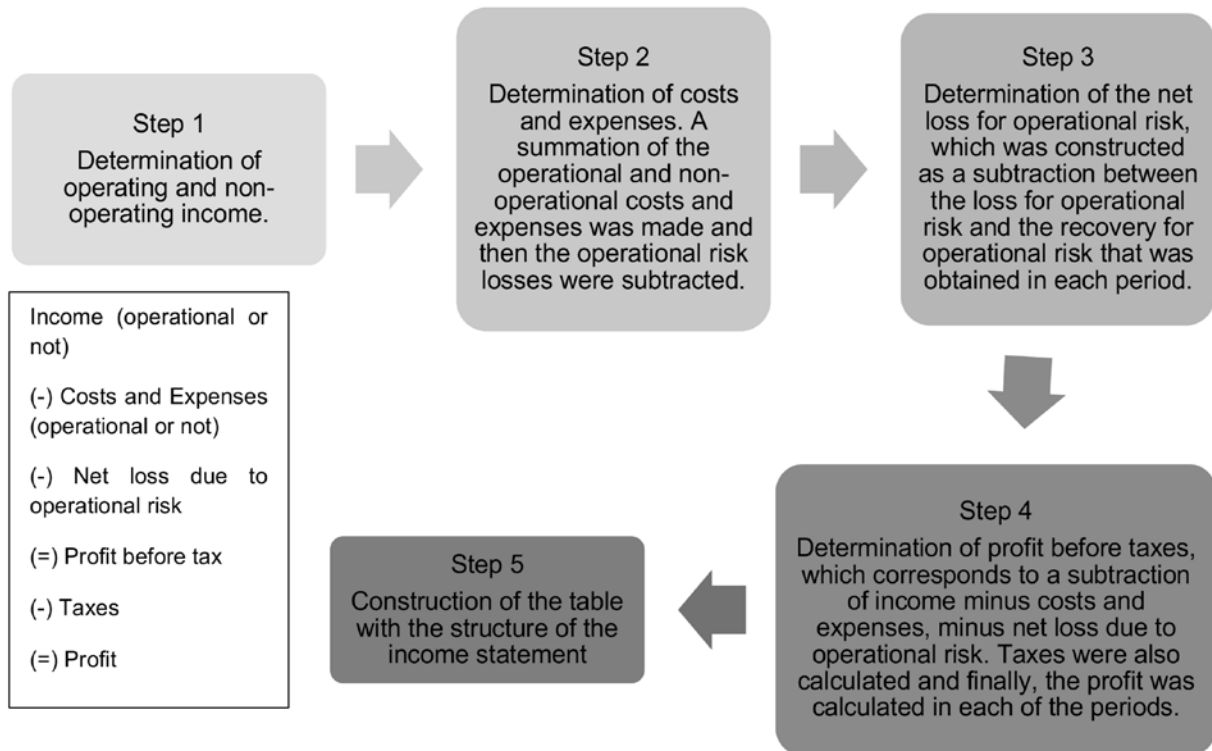 Step 1
Determination of
operating and non-
operating income.
Step 2
Determination of costs
and expenses. A
summation of the
operational and non-
operational costs and
expenses was made and
then the operational risk
losses were subtracted.
Step 3
Determination of the net
loss for operational risk,
which was constructed
as a subtraction between
the loss for operational
risk and the recovery for
operational risk that was
obtained in each period.
Step 4
Determination of profit before taxes,
which corresponds to a subtraction
of income minus costs and
expenses, minus net loss due to
operational risk. Taxes were also
calculated and finally, the profit was
calculated in each of the periods.
Step 5
Construction of the table
with the structure of the
income statement
Income (operational or
not)
(-) Costs and Expenses
(operational or not)
(-) Net loss due to
operational risk
(=) Profit before tax
(-) Taxes
(=) Profit